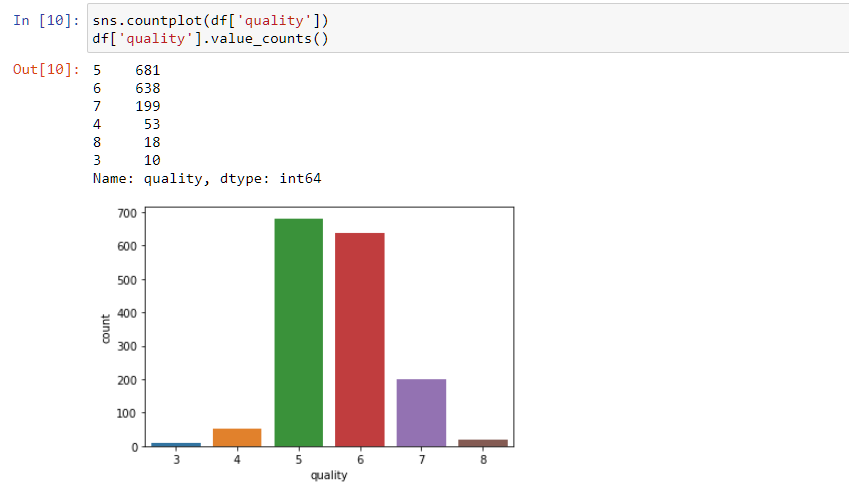 In [10]: sns.countplot(df['quality'])
df['quality'].value_counts()
Out[10]: 5 681
6 638
7 199
4 53
8 18
3 10
Name: quality, dtype: int64
700
600
500
400
300
200
100
0
count
3 4 5 6 7 8
quality